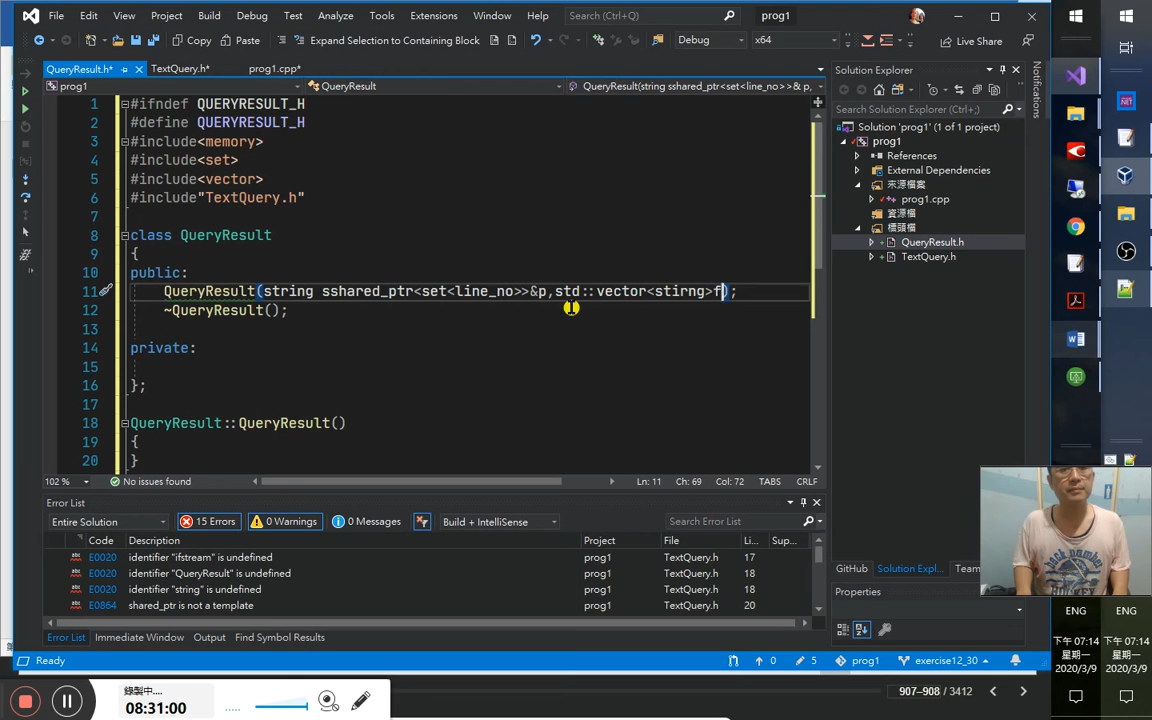 File Edit View Project Build Debug Test Analyze Tools Extensions Window Help Search (Ctrl+Q) prog1
Copy Paste Expand Selection to Containing Block Debug x64 Live Share
QueryResult.h* TextQuery.h* prog1.cpp*
prog1 QueryResult QueryResult(string sshared_ptr<set<line_no>>& p,
1 #ifndef QUERYRESULT_H
2 #define QUERYRESULT_H
3 #include<memory>
4 #include<set>
5 #include<vector>
6 #include"TextQuery.h"
7
8 class QueryResult
9 {
10 public:
11 QueryResult(string sshared_ptr<set<line_no>>&p,std::vector<stirng>f);
12 ~QueryResult();
13
14 private:
15
16 };
17
18 QueryResult::QueryResult()
19 {
20 }
102 % No issues found Ln: 11 Ch: 69 Col: 72 TABS CRLF
Error List
Entire Solution 15 Errors 0 Warnings 0 Messages Build + IntelliSense Search Error List
Code Description Project File Li... Sup...
E0020 identifier "ifstream" is undefined prog1 TextQuery.h 17
E0020 identifier "QueryResult" is undefined prog1 TextQuery.h 18
E0020 identifier "string" is undefined prog1 TextQuery.h 18
E0864 shared_ptr is not a template prog1 TextQuery.h 20
Error List Immediate Window Output Find Symbol Results
Ready 0 5 prog1 exercise12_30
Solution Explorer
Search Solution Explorer (Ctrl+;)
Solution 'prog1' (1 of 1 project)
prog1
References
External Dependencies
來源檔案
prog1.cpp
資源檔
標頭檔
QueryResult.h
TextQuery.h
GitHub Solution Expl... Team
Properties
Notifications
錄製中....
08:31:00
907–908 / 3412
ENG ENG
下午 07:14 下午 07:14
星期一 星期一
2020/3/9 2020/3/9